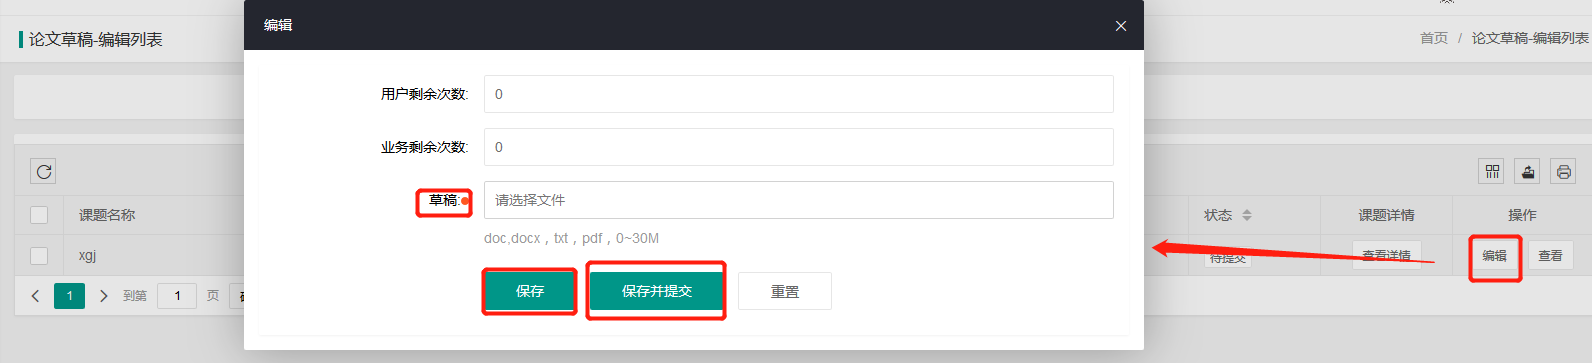 编辑
论文草稿-编辑列表
首页 / 论文草稿-编辑列表
用户剩余次数: 0
业务剩余次数: 0
草稿: 请选择文件
doc,docx，txt，pdf，0~30M
课题名称 状态 课题详情 操作
xgj 待提交 查看详情 编辑 查看
保存 保存并提交 重置
1 到第 1 页